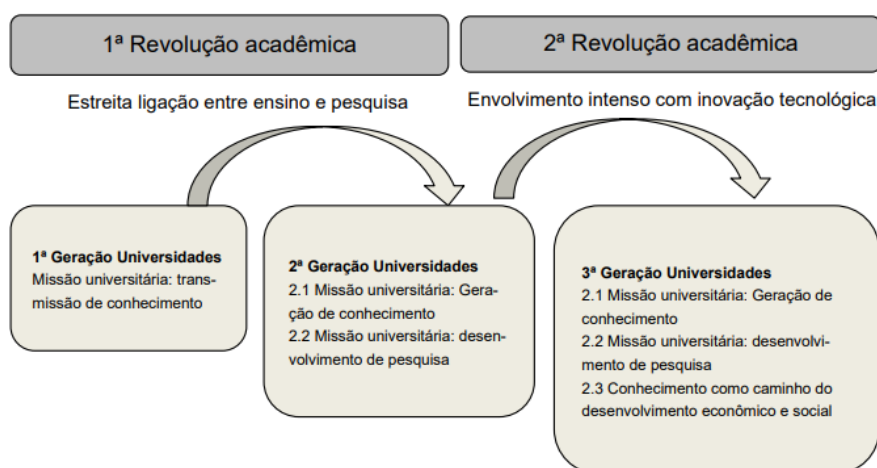 1ª Revolução acadêmica
2ª Revolução acadêmica
Estreita ligação entre ensino e pesquisa
Envolvimento intenso com inovação tecnológica
1ª Geração Universidades
Missão universitária: trans-
missão de conhecimento
2ª Geração Universidades
2.1 Missão universitária: Gera-
ção de conhecimento
2.2 Missão universitária: desen-
volvimento de pesquisa
3ª Geração Universidades
2.1 Missão universitária: Geração de
conhecimento
2.2 Missão universitária: desenvolvi-
mento de pesquisa
2.3 Conhecimento como caminho do
desenvolvimento econômico e social